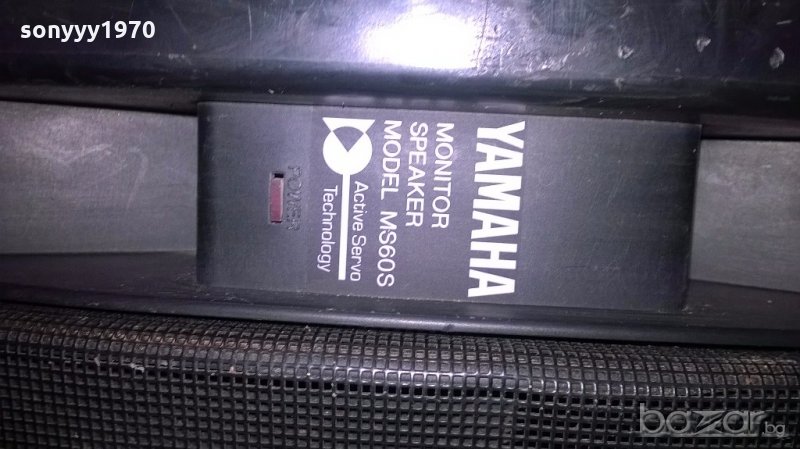 sonyyy1970
YAMAHA
MONITOR
SPEAKER
MODEL MS60S
Active Servo
Technology
POWER
bazar.bg